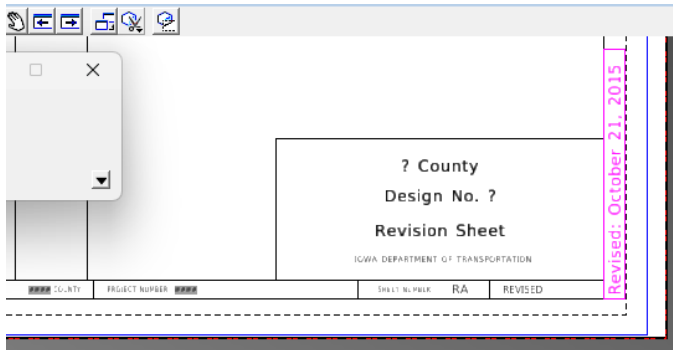 ? County
Design No. ?
Revision Sheet
IOWA DEPARTMENT OF TRANSPORTATION
#### COUNTY
PROJECT NUMBER ####
SHEET NUMBER RA
REVISED
Revised: October 21, 2015